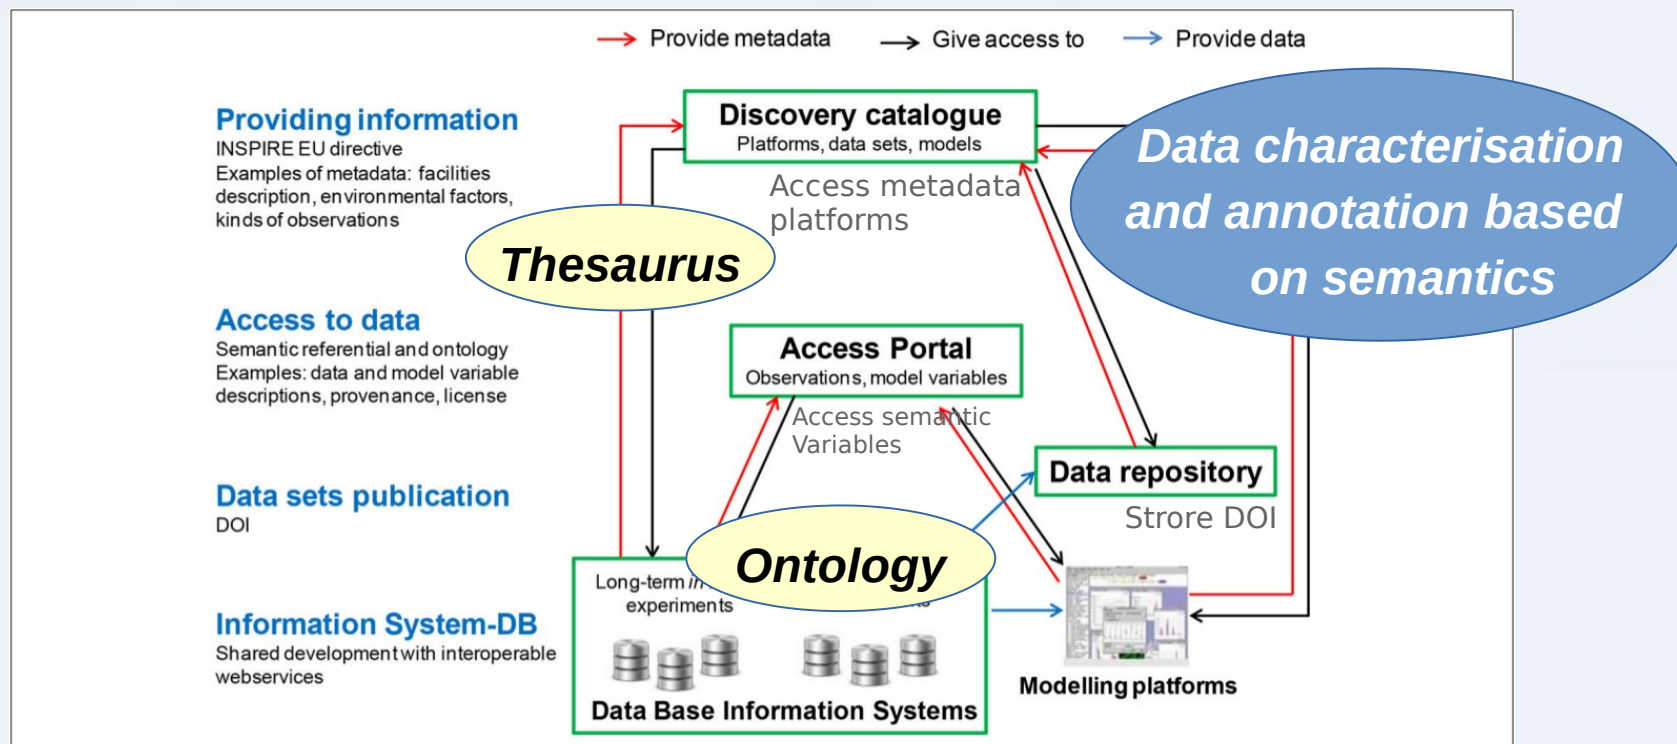 Provide metadata
Give access to
Provide data
Providing information
INSPIRE EU directive
Examples of metadata: facilities
description, environmental factors,
kinds of observations
Discovery catalogue
Platforms, data sets, models
Access metadata
platforms
Data characterisation
and annotation based
on semantics
Thesaurus
Access to data
Semantic referential and ontology
Examples: data and model variable
descriptions, provenance, license
Access Portal
Observations, model variables
Access semantic
Variables
Data sets publication
DOI
Data repository
Strore DOI
Ontology
Information System-DB
Shared development with interoperable
webservices
Long-term in
experiments
Data Base Information Systems
Modelling platforms